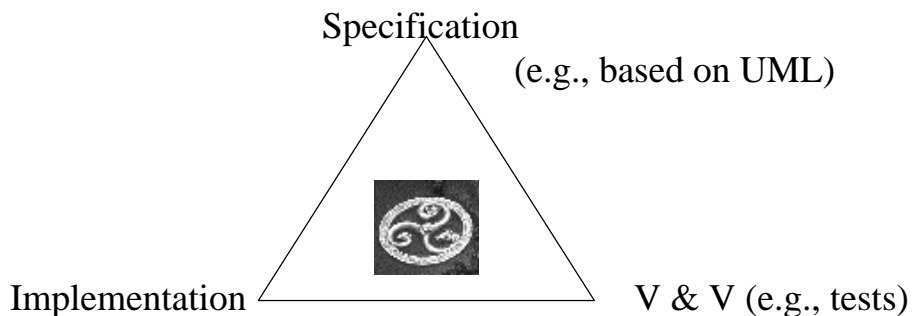 Specification
(e.g., based on UML)
Implementation
V & V (e.g., tests)